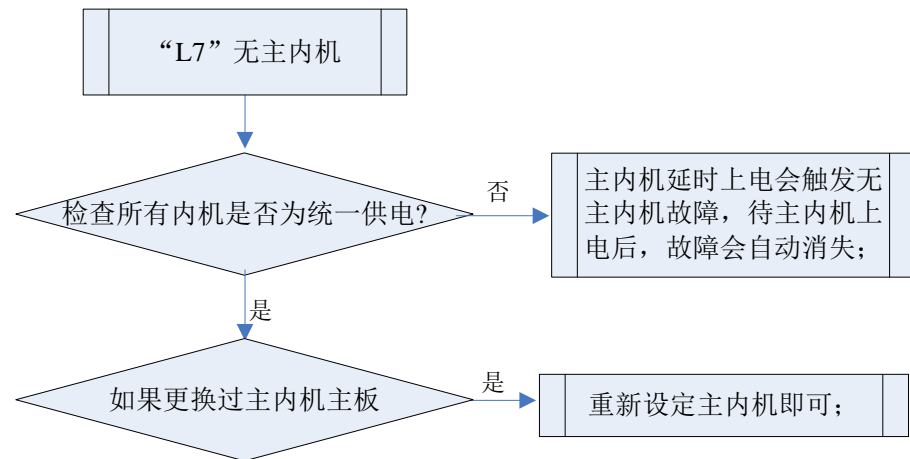 “L7”无主内机
检查所有内机是否为统一供电?
否
主内机延时上电会触发无
主内机故障，待主内机上
电后，故障会自动消失；
是
如果更换过主内机主板
是
重新设定主内机即可；